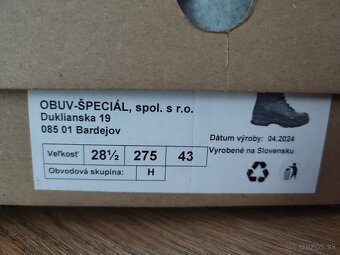 OBUV-ŠPECIÁL, spol. s r.o.
Duklianska 19
085 01 Bardejov
Dátum výroby: 04.2024
Vyrobené na Slovensku
Veľkosť 28½ 275 43
Obvodová skupina: H